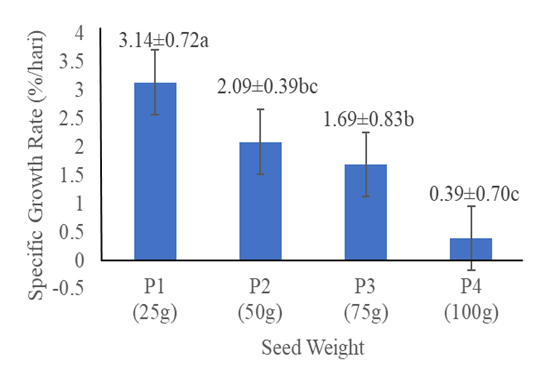 Specific Growth Rate (%/hari)
4
3.5
3
2.5
2
1.5
1
0.5
0
-0.5
3.14±0.72a
2.09±0.39bc
1.69±0.83b
0.39±0.70c
P1 P2 P3 P4
(25g) (50g) (75g) (100g)
Seed Weight